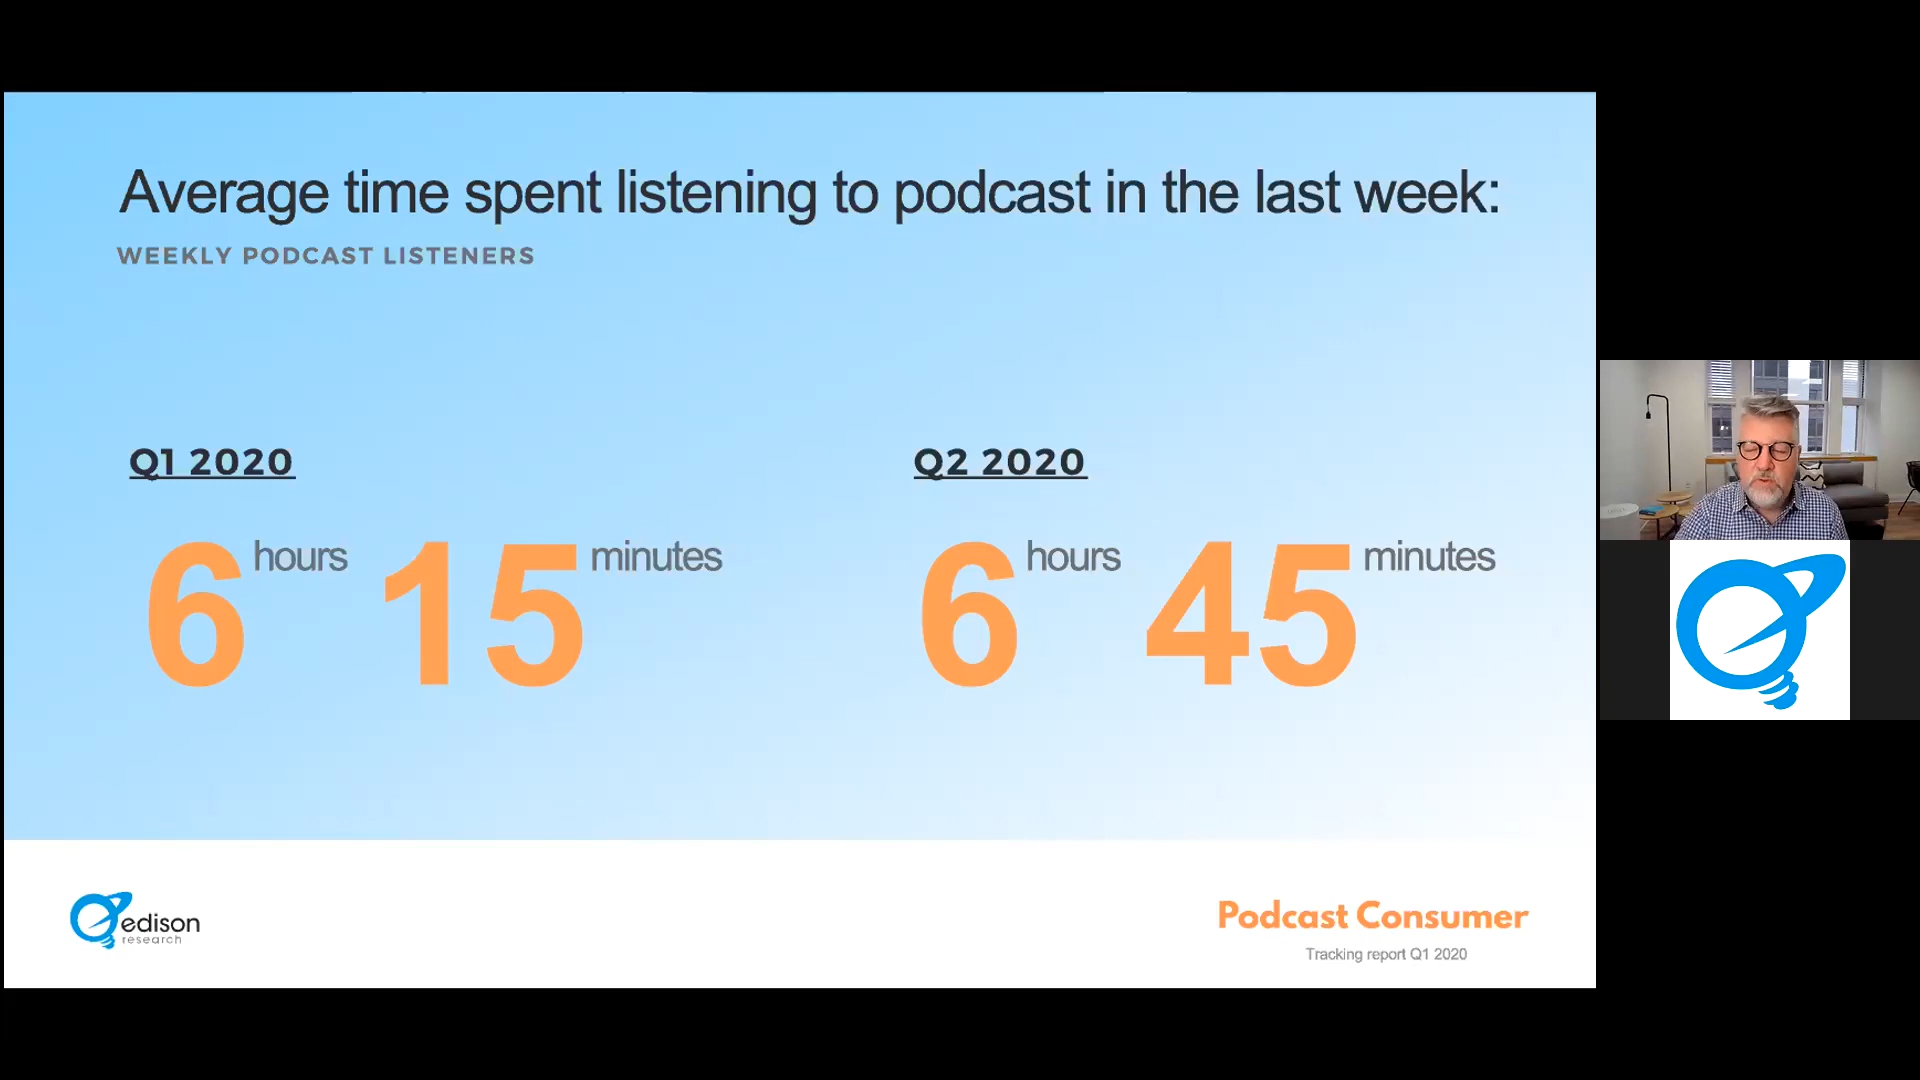 Average time spent listening to podcast in the last week:
WEEKLY PODCAST LISTENERS
Q1 2020
6 hours 15 minutes
Q2 2020
6 hours 45 minutes
edison
research
Podcast Consumer
Tracking report Q1 2020